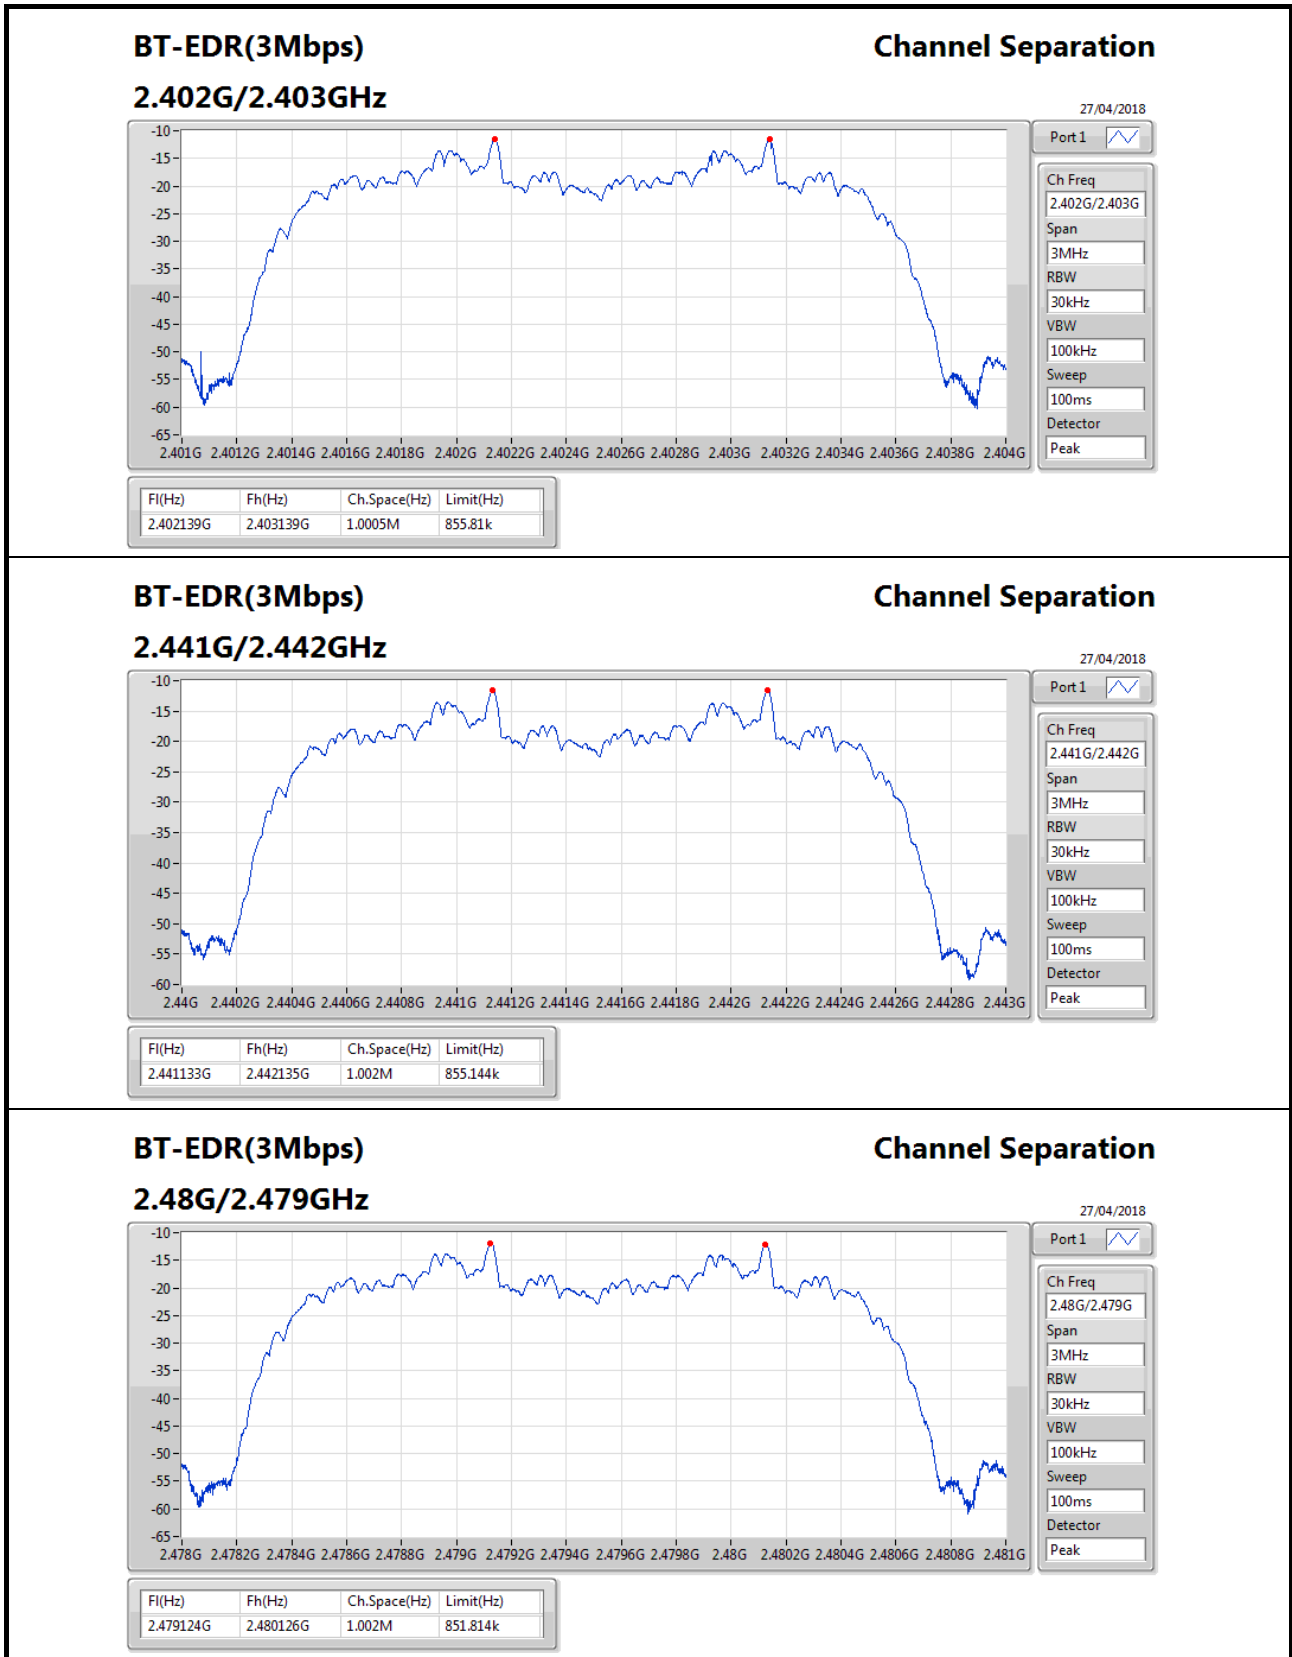 BT-EDR(3Mbps) Channel Separation
2.402G/2.403GHz
27/04/2018
-10
-15
-20
-25
-30
-35
-40
-45
-50
-55
-60
-65
2.401G 2.4012G 2.4014G 2.4016G 2.4018G 2.402G 2.4022G 2.4024G 2.4026G 2.4028G 2.403G 2.4032G 2.4034G 2.4036G 2.4038G 2.404G
Port 1
Ch Freq
2.402G/2.403G
Span
3MHz
RBW
30kHz
VBW
100kHz
Sweep
100ms
Detector
Peak
Fl(Hz) Fh(Hz) Ch.Space(Hz) Limit(Hz)
2.402139G 2.403139G 1.0005M 855.81k
BT-EDR(3Mbps) Channel Separation
2.441G/2.442GHz
27/04/2018
-10
-15
-20
-25
-30
-35
-40
-45
-50
-55
-60
2.44G 2.4402G 2.4404G 2.4406G 2.4408G 2.441G 2.4412G 2.4414G 2.4416G 2.4418G 2.442G 2.4422G 2.4424G 2.4426G 2.4428G 2.443G
Port 1
Ch Freq
2.441G/2.442G
Span
3MHz
RBW
30kHz
VBW
100kHz
Sweep
100ms
Detector
Peak
Fl(Hz) Fh(Hz) Ch.Space(Hz) Limit(Hz)
2.441133G 2.442135G 1.002M 855.144k
BT-EDR(3Mbps) Channel Separation
2.48G/2.479GHz
27/04/2018
-10
-15
-20
-25
-30
-35
-40
-45
-50
-55
-60
-65
2.478G 2.4782G 2.4784G 2.4786G 2.4788G 2.479G 2.4792G 2.4794G 2.4796G 2.4798G 2.48G 2.4802G 2.4804G 2.4806G 2.4808G 2.481G
Port 1
Ch Freq
2.48G/2.479G
Span
3MHz
RBW
30kHz
VBW
100kHz
Sweep
100ms
Detector
Peak
Fl(Hz) Fh(Hz) Ch.Space(Hz) Limit(Hz)
2.479124G 2.480126G 1.002M 851.814k